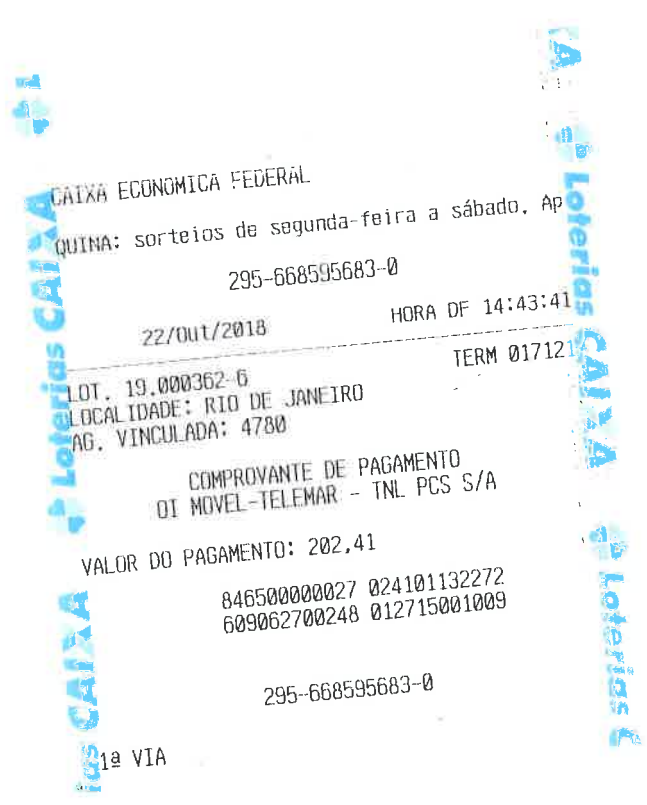 CAIXA ECONOMICA FEDERAL
QUINA: sorteios de segunda-feira a sábado, Ap
295-668595683-0
22/Out/2018 HORA DF 14:43:41
LOT. 19.000362-6 TERM 017121
LOCALIDADE: RIO DE JANEIRO
AG. VINCULADA: 4780
COMPROVANTE DE PAGAMENTO
OI MOVEL-TELEMAR - TNL PCS S/A
VALOR DO PAGAMENTO: 202,41
846500000027 024101132272
609062700248 012715001009
295-668595683-0
1ª VIA
Loterias CAIXA
Loterias CAIXA
Loterias
CAIXA